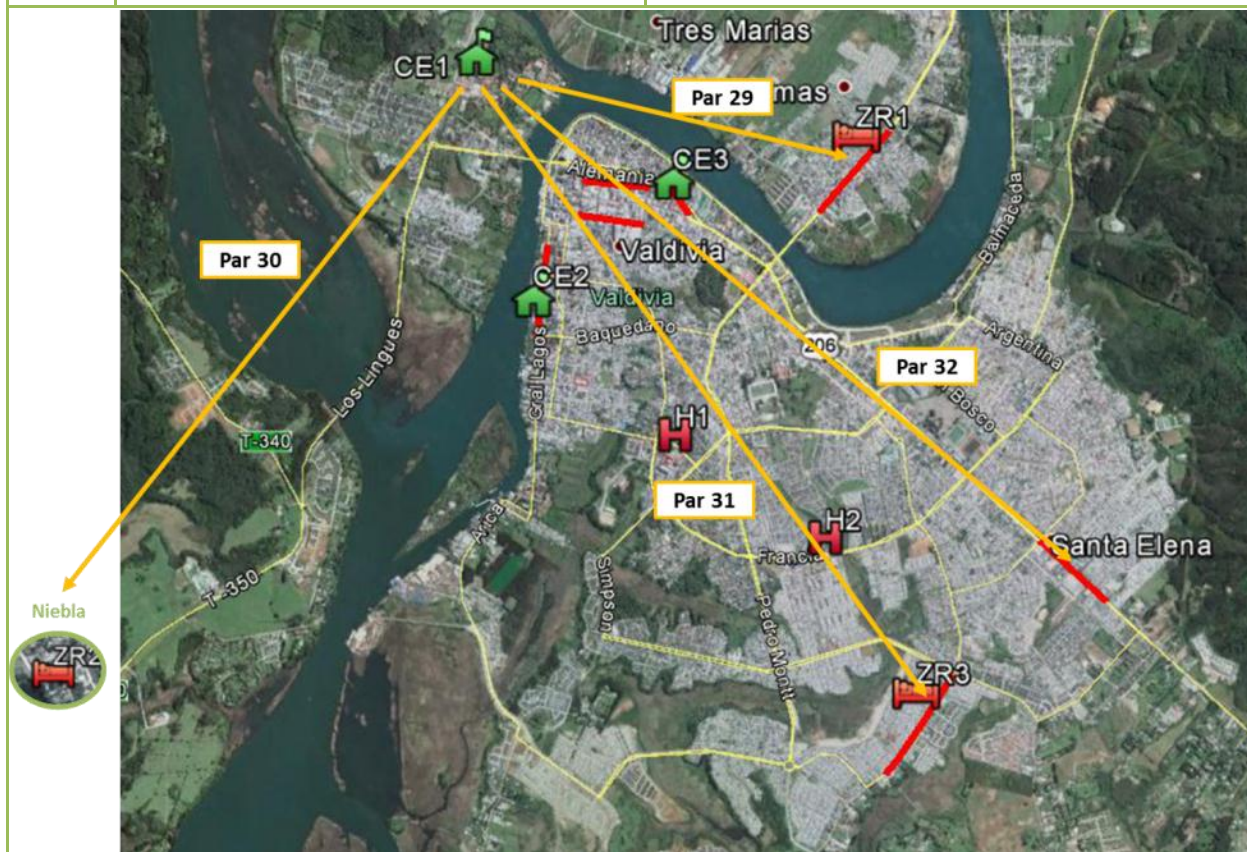 Tres Marias
CE1
Par 29
mas
ZR1
CE3
Alemania
Valdivia
Par 30
CE2
Valdivia
Baquedano
206
Balmaceda
Argentina
Par 32
Bosco
Los-Lingues
Gral Lagos
H1
T-340
Par 31
H2
Francia
Santa Elena
Arica
Simpson
Pedro Montt
T-350
Niebla
ZR2
ZR3